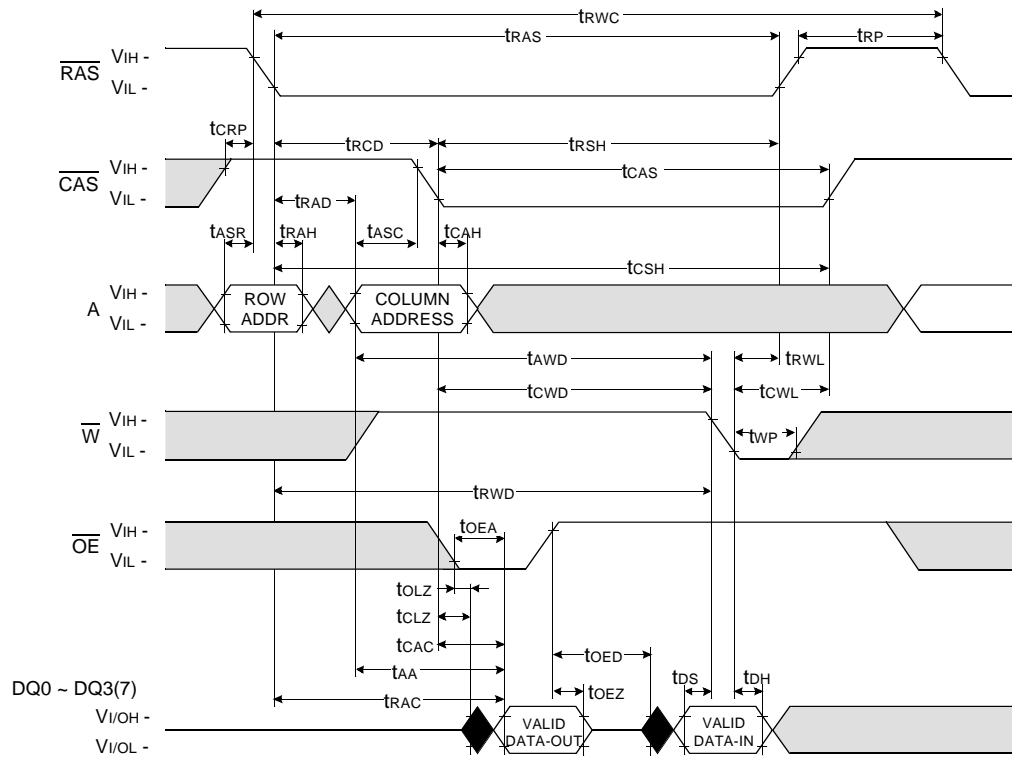 tRWC
tRAS
tRP
RAS
VIH -
VIL -
tCRP
tRCD
tRSH
CAS
VIH -
VIL -
tCAS
tRAD
tASR
tRAH
tASC
tCAH
tCSH
A
VIH -
VIL -
ROW
ADDR
COLUMN
ADDRESS
tAWD
tRWL
tCWD
tCWL
W
VIH -
VIL -
tWP
tRWD
OE
VIH -
VIL -
tOEA
tOLZ
tCLZ
tCAC
tOED
tAA
tDS
tDH
tOEZ
DQ0 ~ DQ3(7)
tRAC
VI/OH -
VI/OL -
VALID
DATA-OUT
VALID
DATA-IN